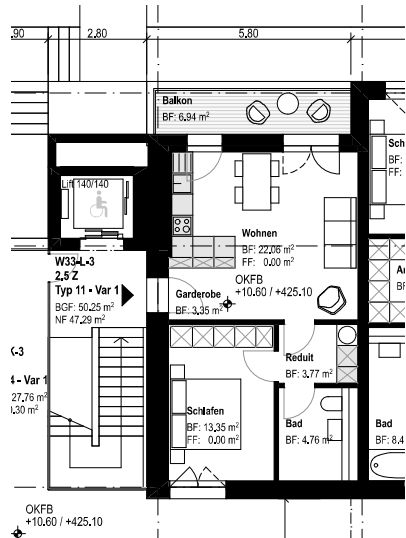 .90
2.80
5.80
Balkon
BF: 6.94 m²
Lift 140/140
W33-L-3
2,5 Z
Typ 11 - Var 1
BGF: 50.25 m²
NF 47.29 m²
Wohnen
BF: 22.06 m²
FF: 0.00 m²
OKFB
+10.60 / +425.10
Garderobe
BF: 3.35 m²
Sch
BF:
FF:
BF
Reduit
BF: 3.77 m²
Schlafen
BF: 13.35 m²
FF: 0.00 m²
Bad
BF: 4.76 m²
Bad
BF: 8.4
-3
- Var 1
27.76 m²
.30 m²
OKFB
+10.60 / +425.10